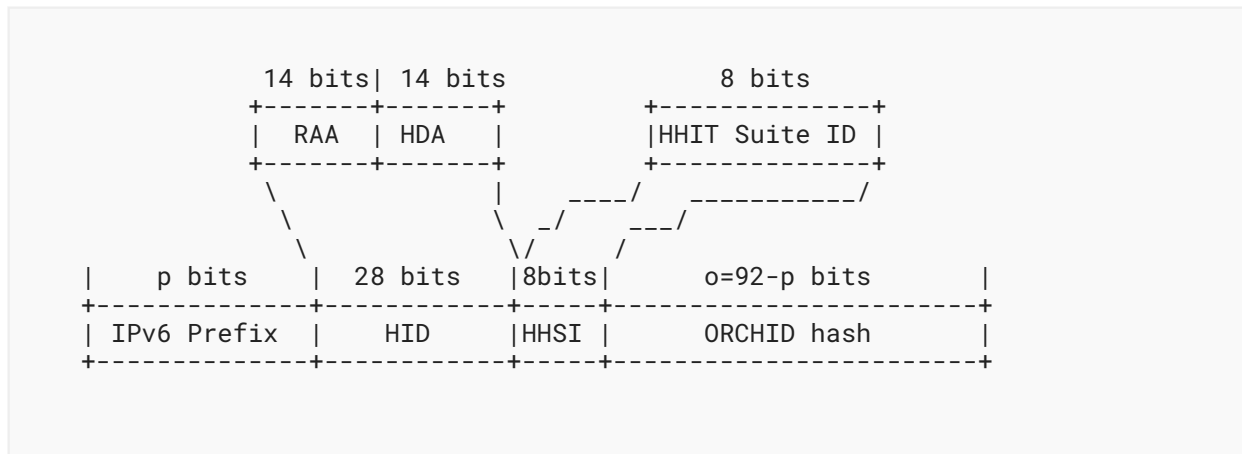 14 bits| 14 bits 8 bits
+-------+-------+ +--------------+
| RAA | HDA | |HHIT Suite ID |
+-------+-------+ +--------------+
\ | ____/ ___________/
\ \ _/ ___/
\ \/ /
| p bits | 28 bits |8bits| o=92-p bits |
+--------------+------------+-----+------------------------+
| IPv6 Prefix | HID |HHSI | ORCHID hash |
+--------------+------------+-----+------------------------+